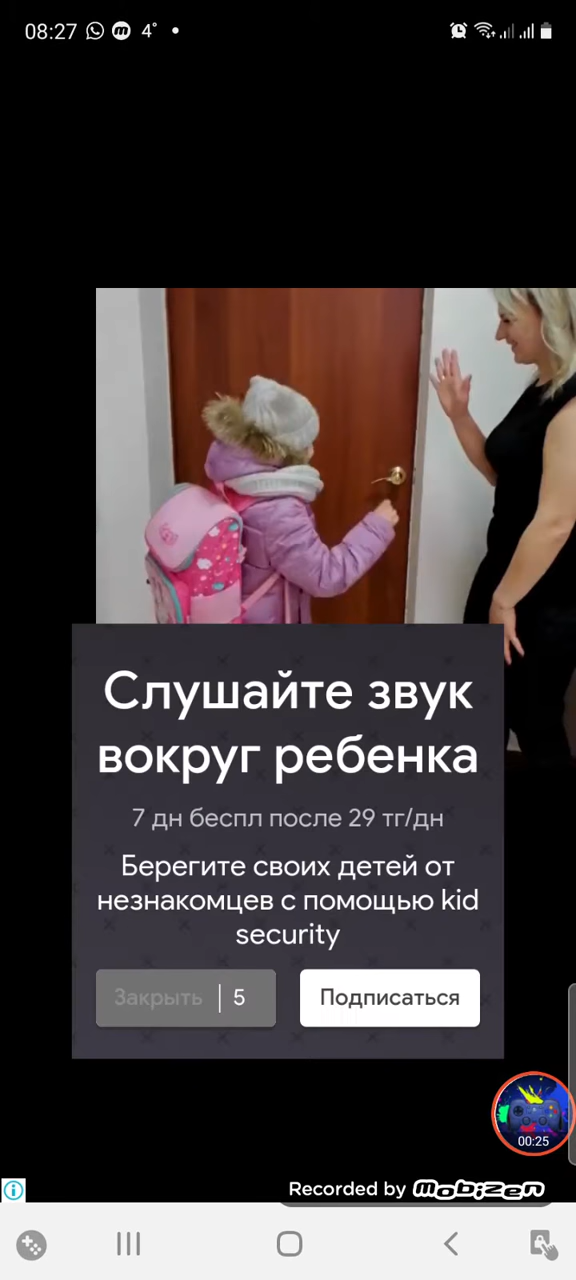 08:27 4°
Слушайте звук
вокруг ребенка
7 дн беспл после 29 тг/дн
Берегите своих детей от
незнакомцев с помощью kid
security
Закрыть | 5
Подписаться
00:25
Recorded by mobizen